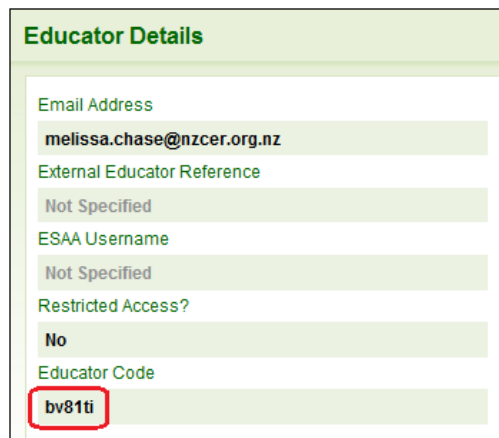 Educator Details
Email Address
melissa.chase@nzcer.org.nz
External Educator Reference
Not Specified
ESAA Username
Not Specified
Restricted Access?
No
Educator Code
bv81ti